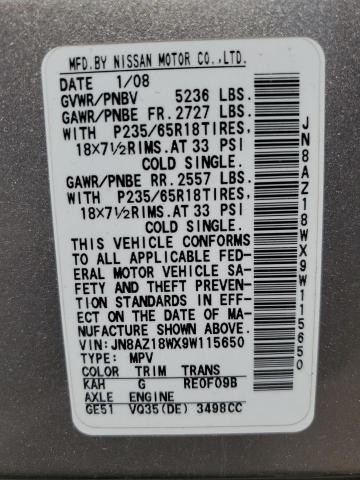 MFD.BY NISSAN MOTOR CO.,LTD.
DATE 1/08
GVWR/PNBV 5236 LBS.
GAWR/PNBE FR. 2727 LBS.
WITH P235/65R18TIRES,
18X7½RIMS.AT 33 PSI
COLD SINGLE.
GAWR/PNBE RR. 2557 LBS.
WITH P235/65R18TIRES,
18X7½RIMS.AT 33 PSI
COLD SINGLE.
THIS VEHICLE CONFORMS
TO ALL APPLICABLE FED-
ERAL MOTOR VEHICLE SA-
FETY AND THEFT PREV-
ENTION STANDARDS IN EF-
FECT ON THE DATE OF MA-
NUFACTURE SHOWN ABOVE.
VIN:JN8AZ18WX9W115650
TYPE: MPV
COLOR TRIM TRANS
KAH G RE0F09B
AXLE ENGINE
GE51 VQ35(DE) 3498CC
JN8AZ18WX9W115650